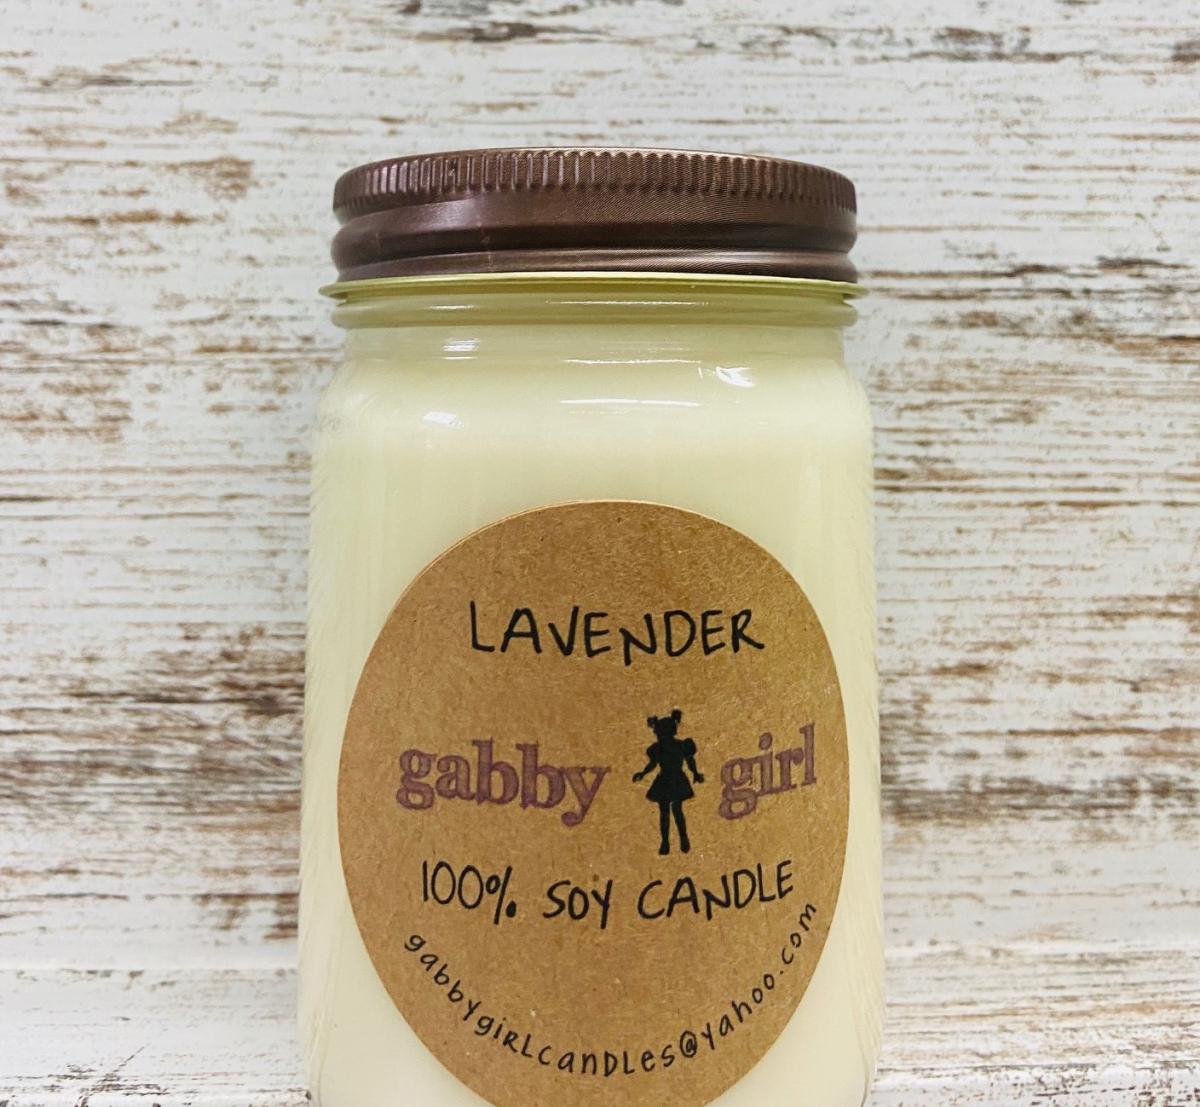 LAVENDER
gabby girl
100% SOY CANDLE
gabbygirlcandles@yahoo.com